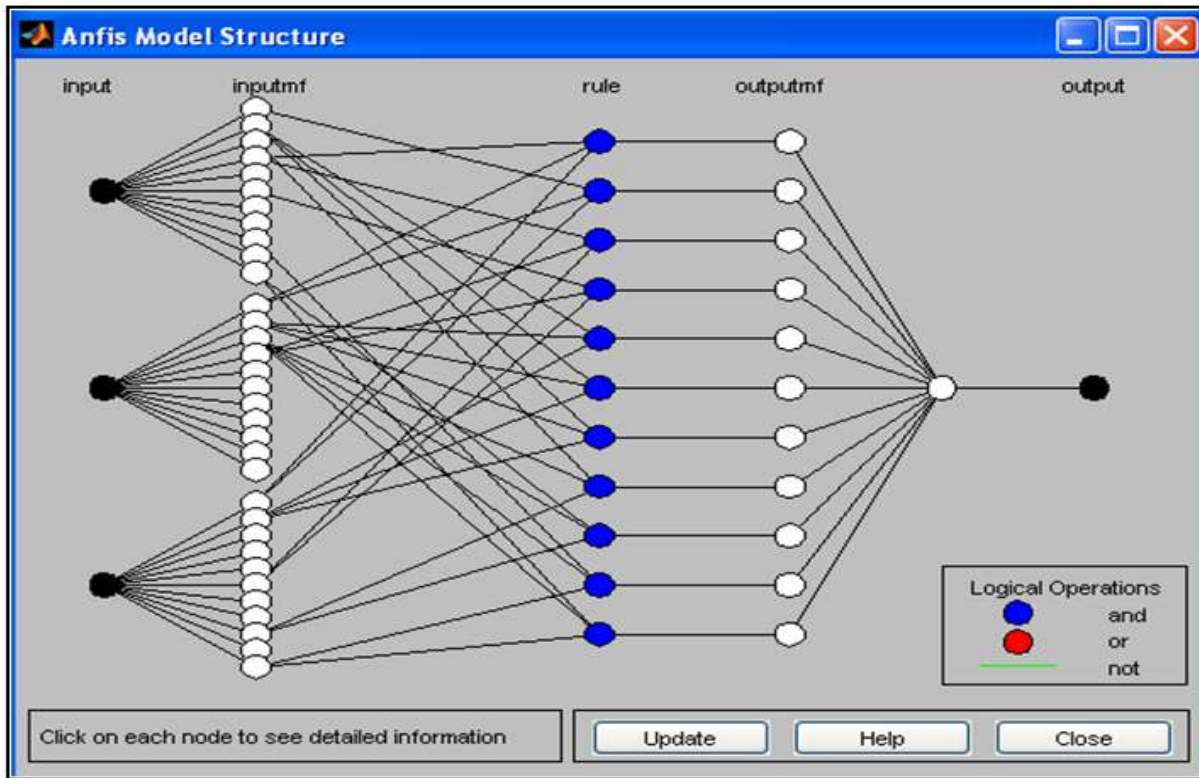 Anfis Model Structure
input inputmf rule outputmf output
Logical Operations
and
or
not
Click on each node to see detailed information
Update Help Close